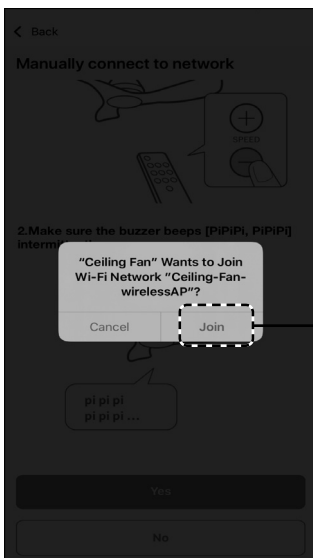 Back
Manually connect to network
+
SPEED
−
2.Make sure the buzzer beeps [PiPiPi, PiPiPi]
"Ceiling Fan" Wants to Join
Wi-Fi Network "Ceiling-Fan-
wirelessAP"?
Cancel
Join
pi pi pi
pi pi pi ...
Yes
No